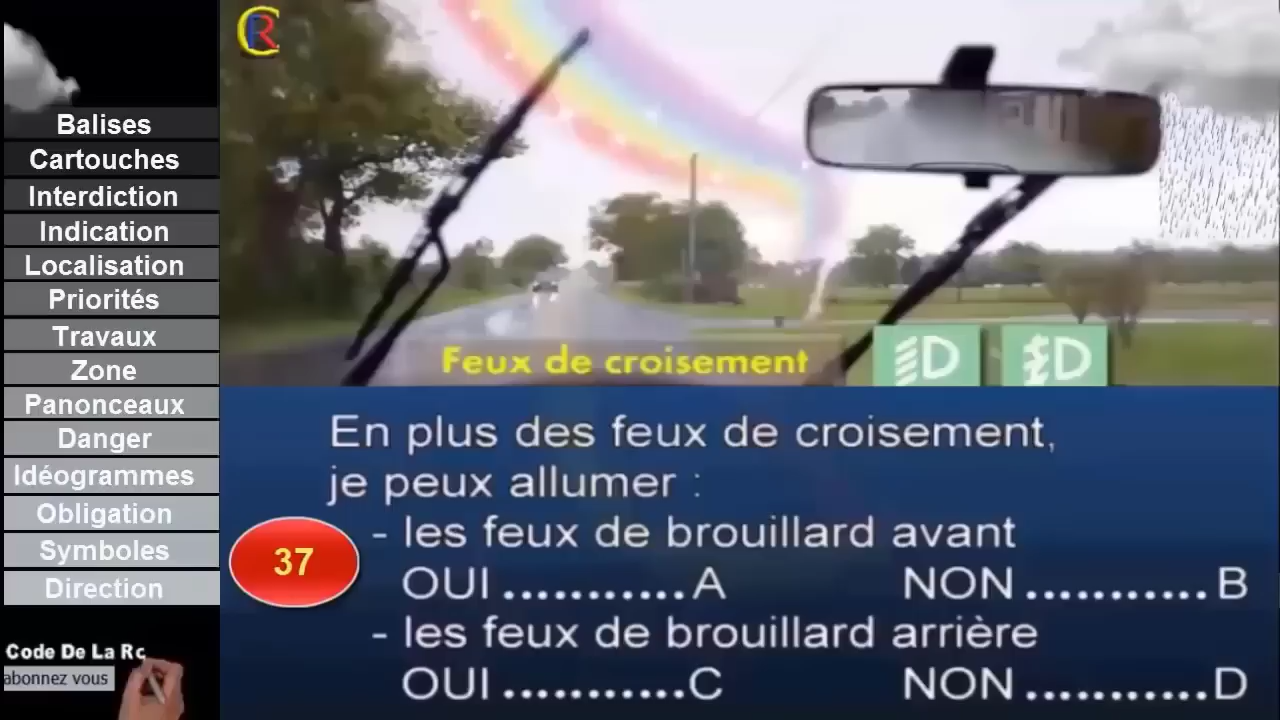 CR
Balises
Cartouches
Interdiction
Indication
Localisation
Priorités
Travaux
Zone
Panonceaux
Danger
Idéogrammes
Obligation
Symboles
Direction
Code De La Rc
abonnez vous
Feux de croisement
En plus des feux de croisement,
je peux allumer :
- les feux de brouillard avant
OUI ...........A NON ...........B
37
- les feux de brouillard arrière
OUI ...........C NON ...........D